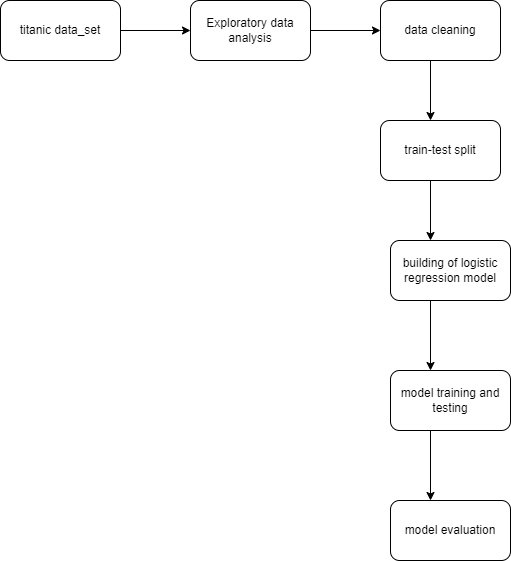 titanic data_set
Exploratory data
analysis
data cleaning
train-test split
building of logistic
regression model
model training and
testing
model evaluation